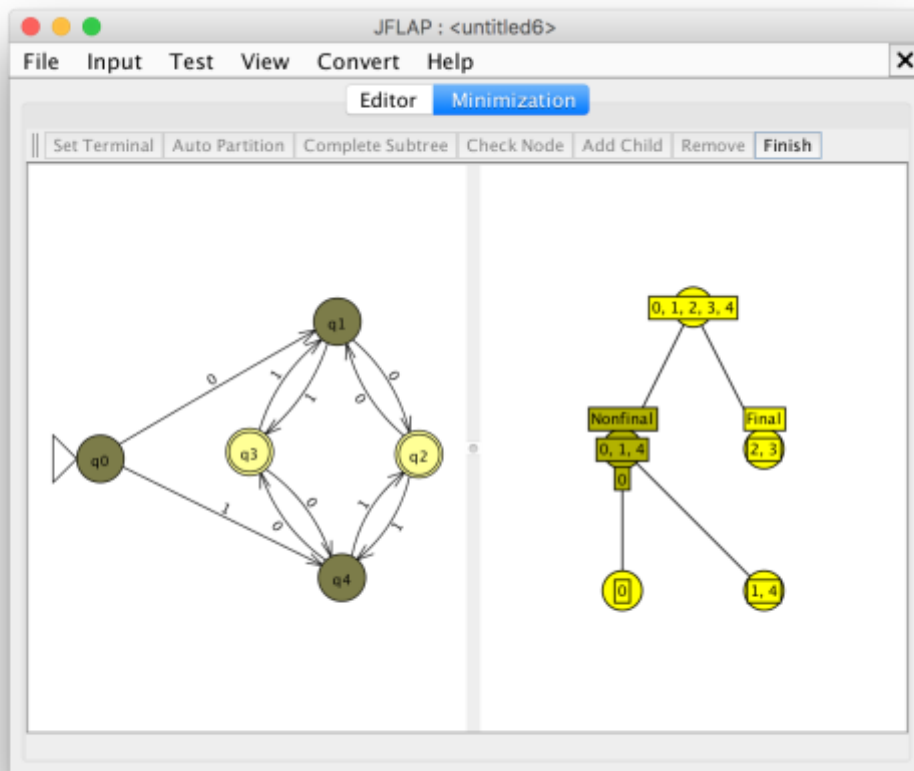 JFLAP : <untitled6>
File Input Test View Convert Help
Editor Minimization
Set Terminal Auto Partition Complete Subtree Check Node Add Child Remove Finish
q1
0
1
1
0
0
q0
q3
q2
1
0
0
1
1
q4
0, 1, 2, 3, 4
Nonfinal
0, 1, 4
0
Final
2, 3
0
1, 4